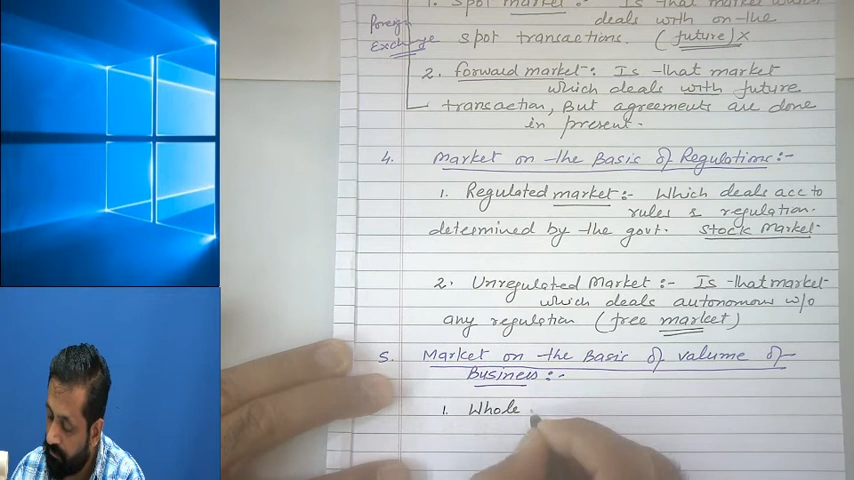 1. Spot market :- Is that market which
deals with on-the
Foreign
Exchange
spot transactions. (future) X
2. forward market : Is that market
which deals with future
transaction, But agreements are done
in present.
4. Market on the Basis of Regulations :-
1. Regulated market :- Which deals acc to
rules & regulation.
determined by the govt. Stock Market.
2. Unregulated Market :- Is that market
which deals autonomous w/o
any regulation (free market)
5. Market on the Basis of volume of
Business :-
1. Whole